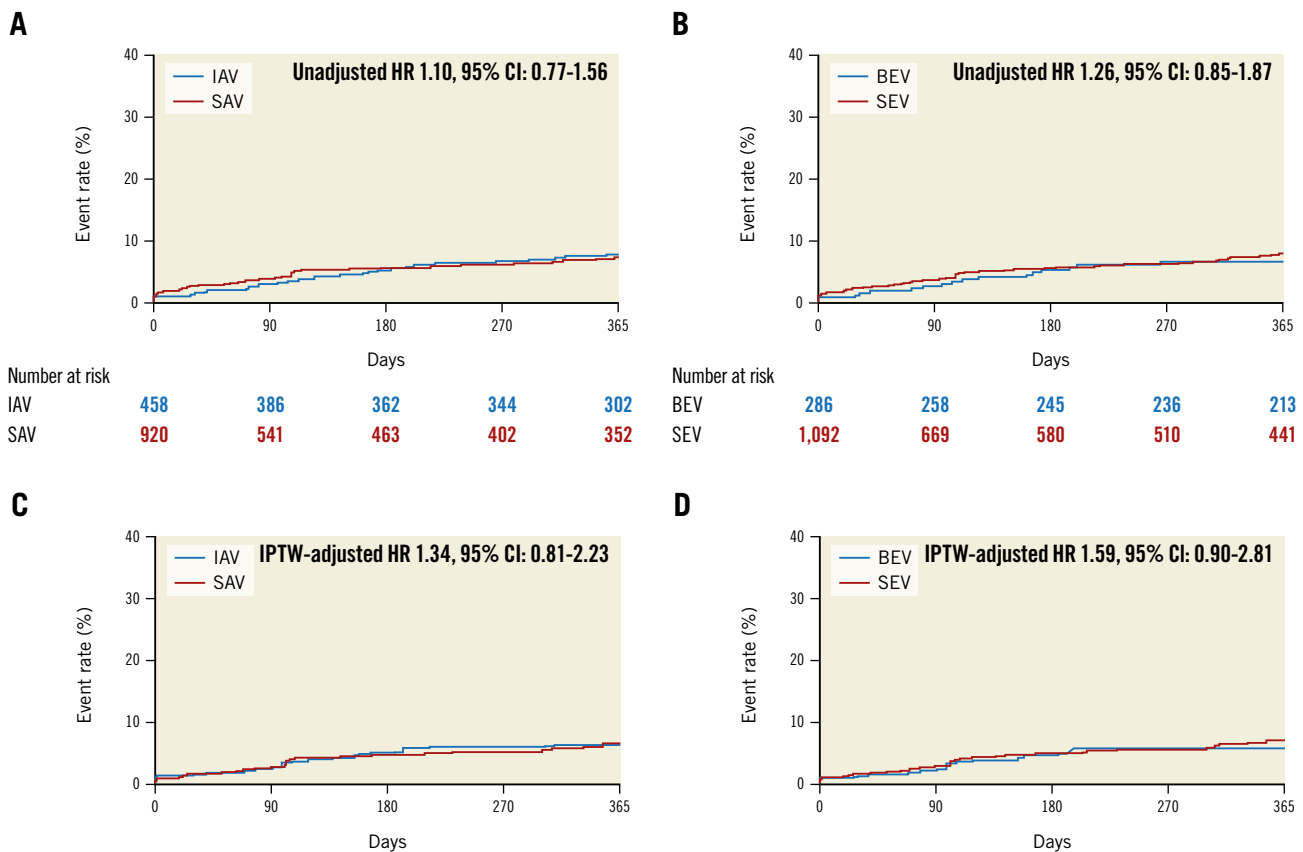 A
Unadjusted HR 1.10, 95% CI: 0.77-1.56
IAV
SAV
Event rate (%)
40
30
20
10
0
0 90 180 270 365
Days
Number at risk
IAV 458 386 362 344 302
SAV 920 541 463 402 352
B
Unadjusted HR 1.26, 95% CI: 0.85-1.87
BEV
SEV
Event rate (%)
40
30
20
10
0
0 90 180 270 365
Days
Number at risk
BEV 286 258 245 236 213
SEV 1,092 669 580 510 441
C
IPTW-adjusted HR 1.34, 95% CI: 0.81-2.23
IAV
SAV
Event rate (%)
40
30
20
10
0
0 90 180 270 365
Days
D
IPTW-adjusted HR 1.59, 95% CI: 0.90-2.81
BEV
SEV
Event rate (%)
40
30
20
10
0
0 90 180 270 365
Days